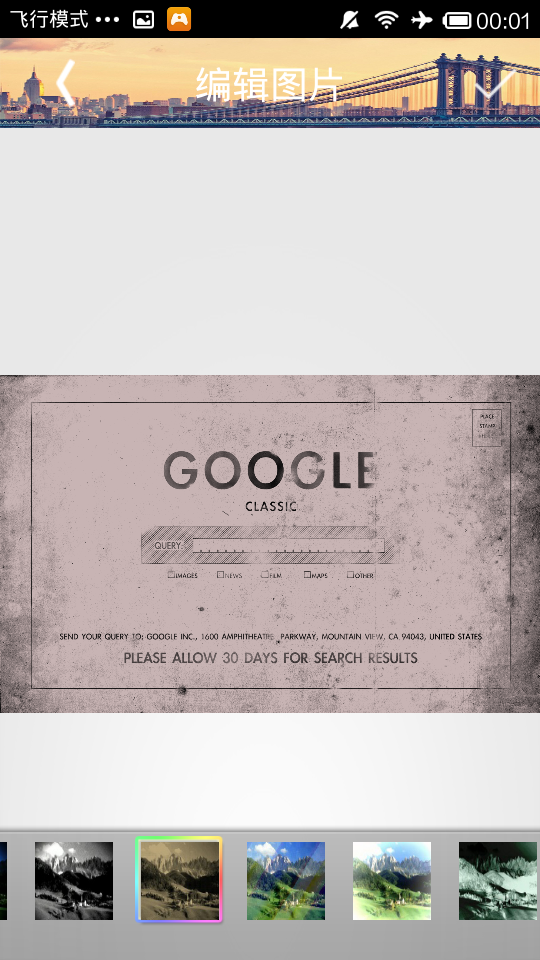 飞行模式 ••• 00:01
编辑图片
PLACE
STAMP
GOOGLE
CLASSIC
QUERY:
IMAGES NEWS FILM MAPS OTHER
SEND YOUR QUERY TO: GOOGLE INC., 1600 AMPHITHEATRE PARKWAY, MOUNTAIN VIEW, CA 94043, UNITED STATES
PLEASE ALLOW 30 DAYS FOR SEARCH RESULTS